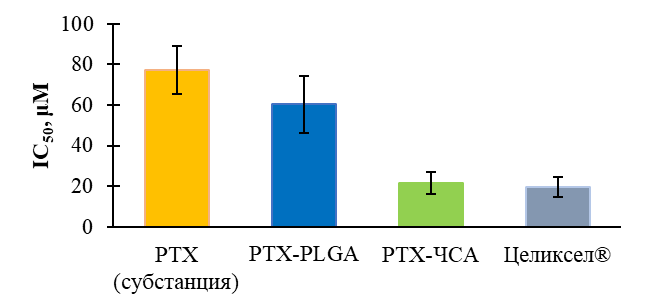 100
80
60
40
20
0
IC50, µM
PTX
(субстанция)
PTX-PLGA
PTX-ЧСА
Целиксел®